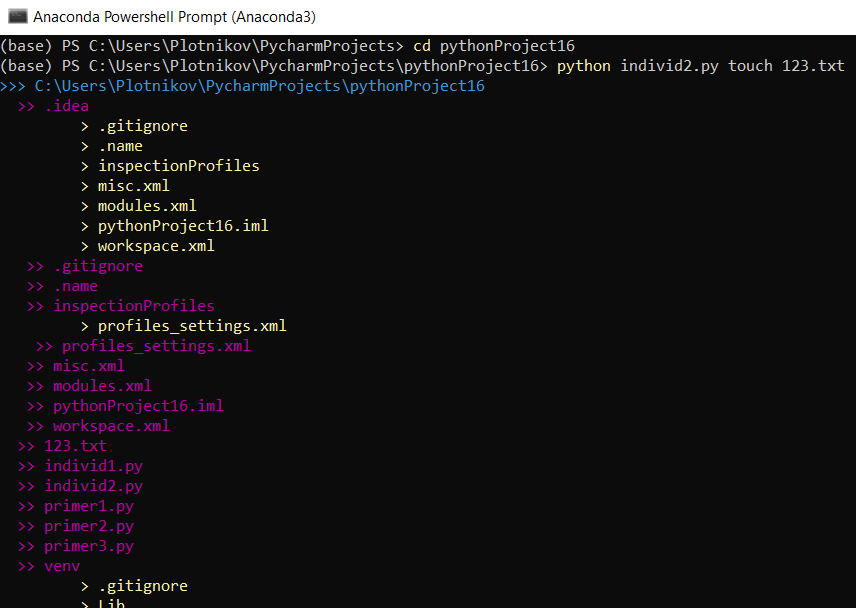 Anaconda Powershell Prompt (Anaconda3)
(base) PS C:\Users\Plotnikov\PycharmProjects> cd pythonProject16
(base) PS C:\Users\Plotnikov\PycharmProjects\pythonProject16> python individ2.py touch 123.txt
>>> C:\Users\Plotnikov\PycharmProjects\pythonProject16
>> .idea
> .gitignore
> .name
> inspectionProfiles
> misc.xml
> modules.xml
> pythonProject16.iml
> workspace.xml
>> .gitignore
>> .name
>> inspectionProfiles
> profiles_settings.xml
>> profiles_settings.xml
>> misc.xml
>> modules.xml
>> pythonProject16.iml
>> workspace.xml
>> 123.txt
>> individ1.py
>> individ2.py
>> primer1.py
>> primer2.py
>> primer3.py
>> venv
> .gitignore
> Lib